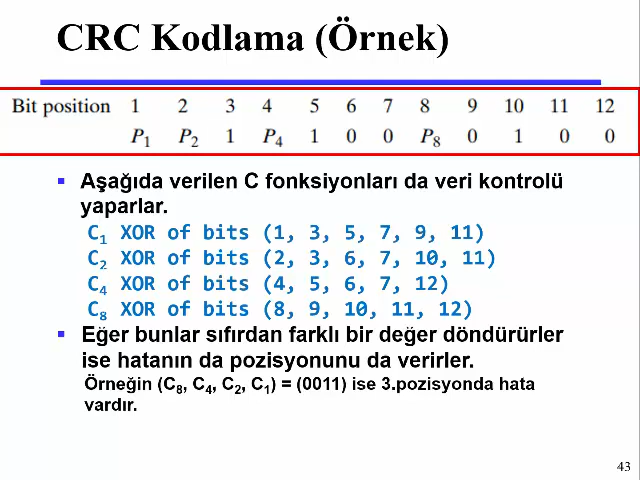 CRC Kodlama (Örnek)
Bit position 1 2 3 4 5 6 7 8 9 10 11 12
P1 P2 1 P4 1 0 0 P8 0 1 0 0
▪ Aşağıda verilen C fonksiyonları da veri kontrolü
yaparlar.
C1 XOR of bits (1, 3, 5, 7, 9, 11)
C2 XOR of bits (2, 3, 6, 7, 10, 11)
C4 XOR of bits (4, 5, 6, 7, 12)
C8 XOR of bits (8, 9, 10, 11, 12)
▪ Eğer bunlar sıfırdan farklı bir değer döndürürler
ise hatanın da pozisyonunu da verirler.
Örneğin (C8, C4, C2, C1) = (0011) ise 3.pozisyonda hata
vardır.
43